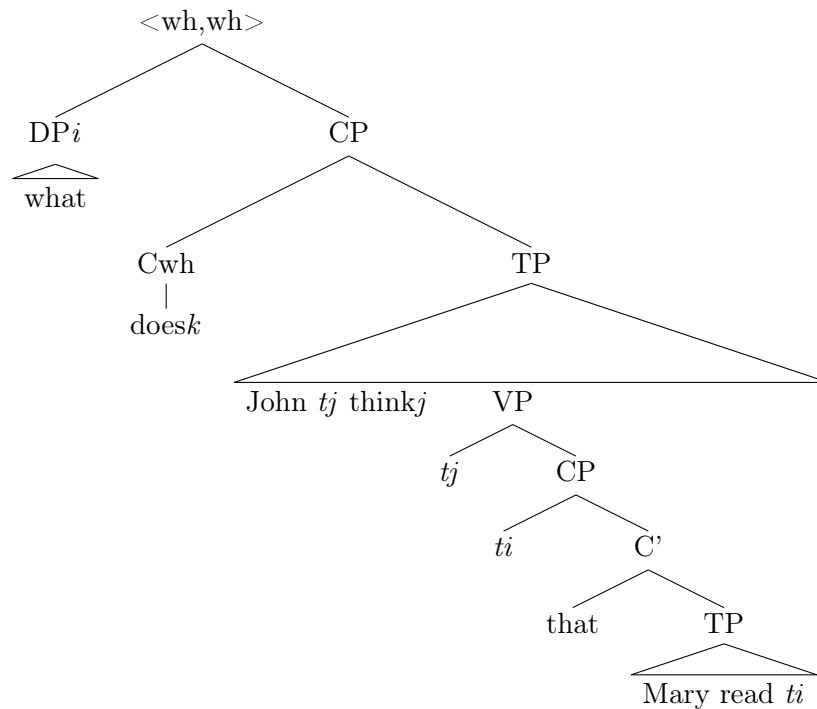 <wh,wh>
DPi CP
what
Cwh TP
doesk
John tj thinkj VP
tj CP
ti C’
that TP
Mary read ti